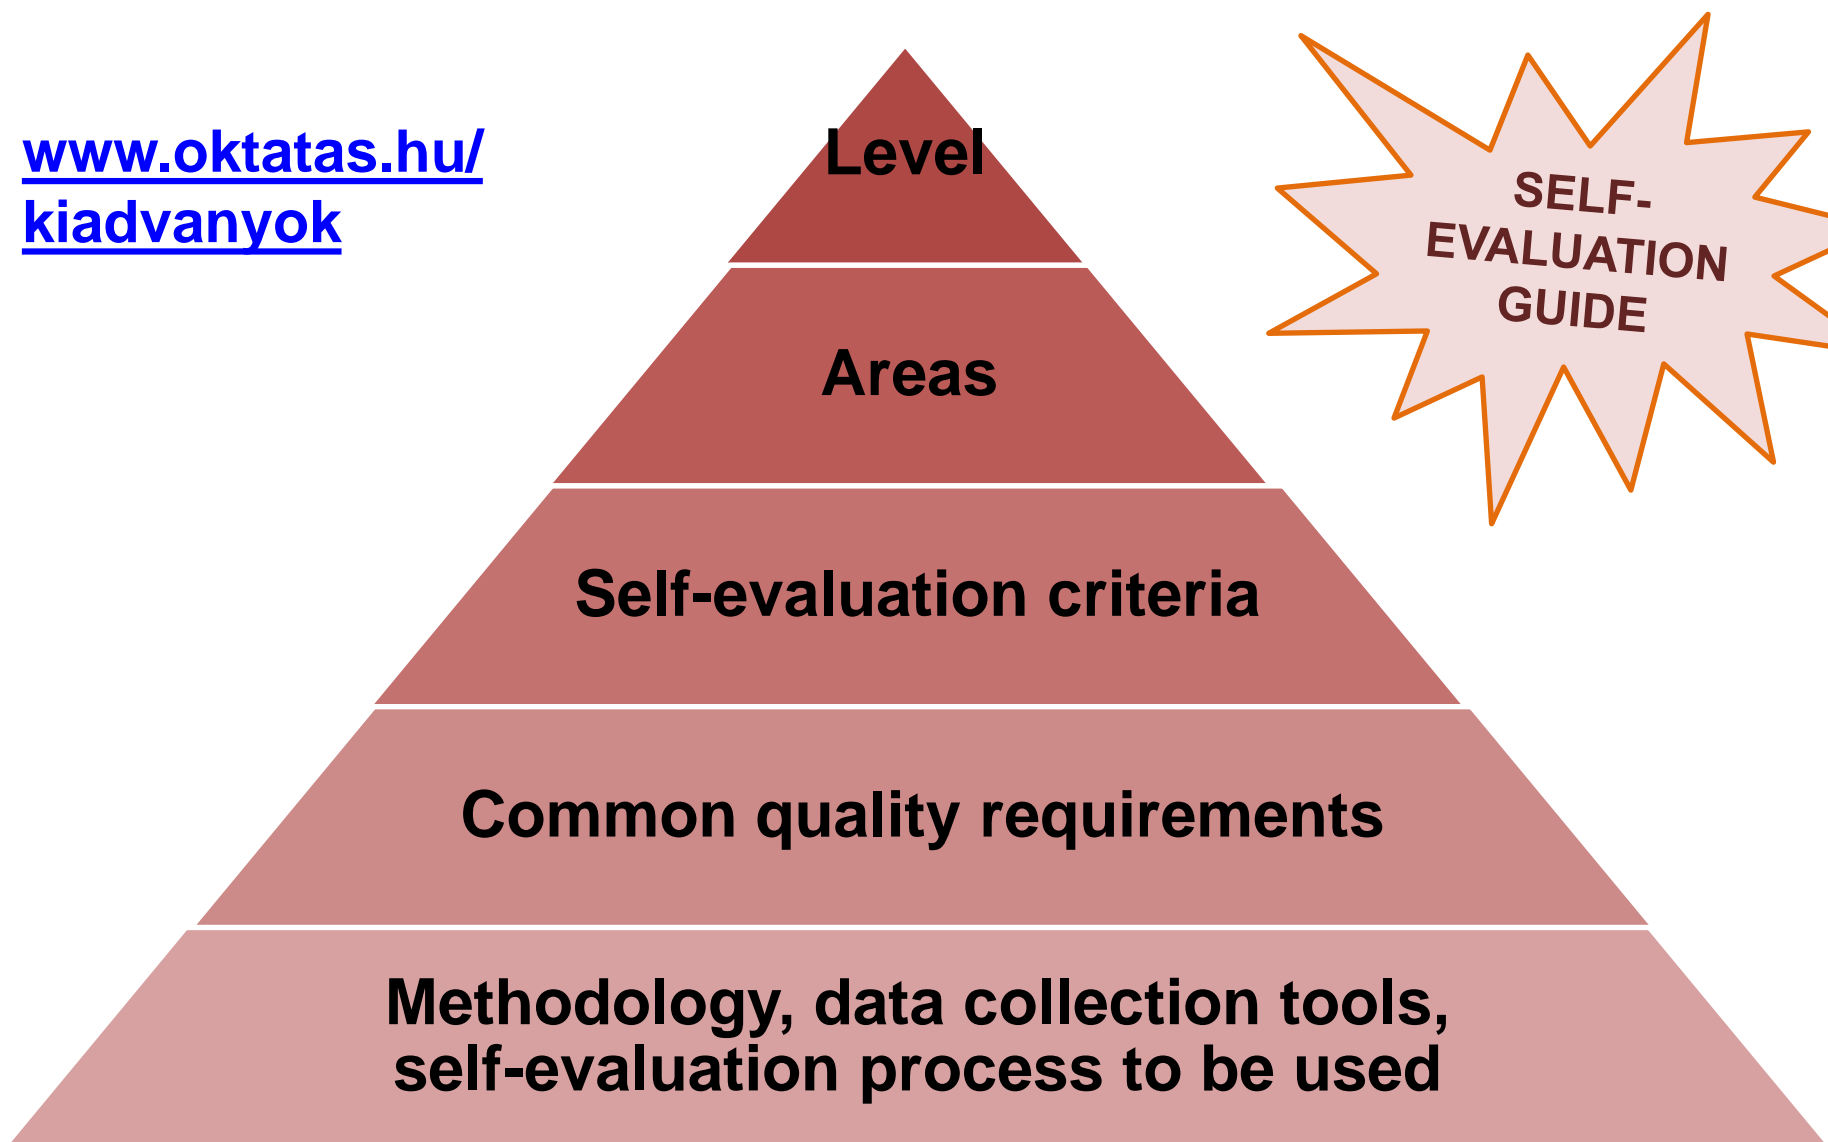 www.oktatas.hu/
kiadvanyok
SELF-
EVALUATION
GUIDE
Level
Areas
Self-evaluation criteria
Common quality requirements
Methodology, data collection tools,
self-evaluation process to be used